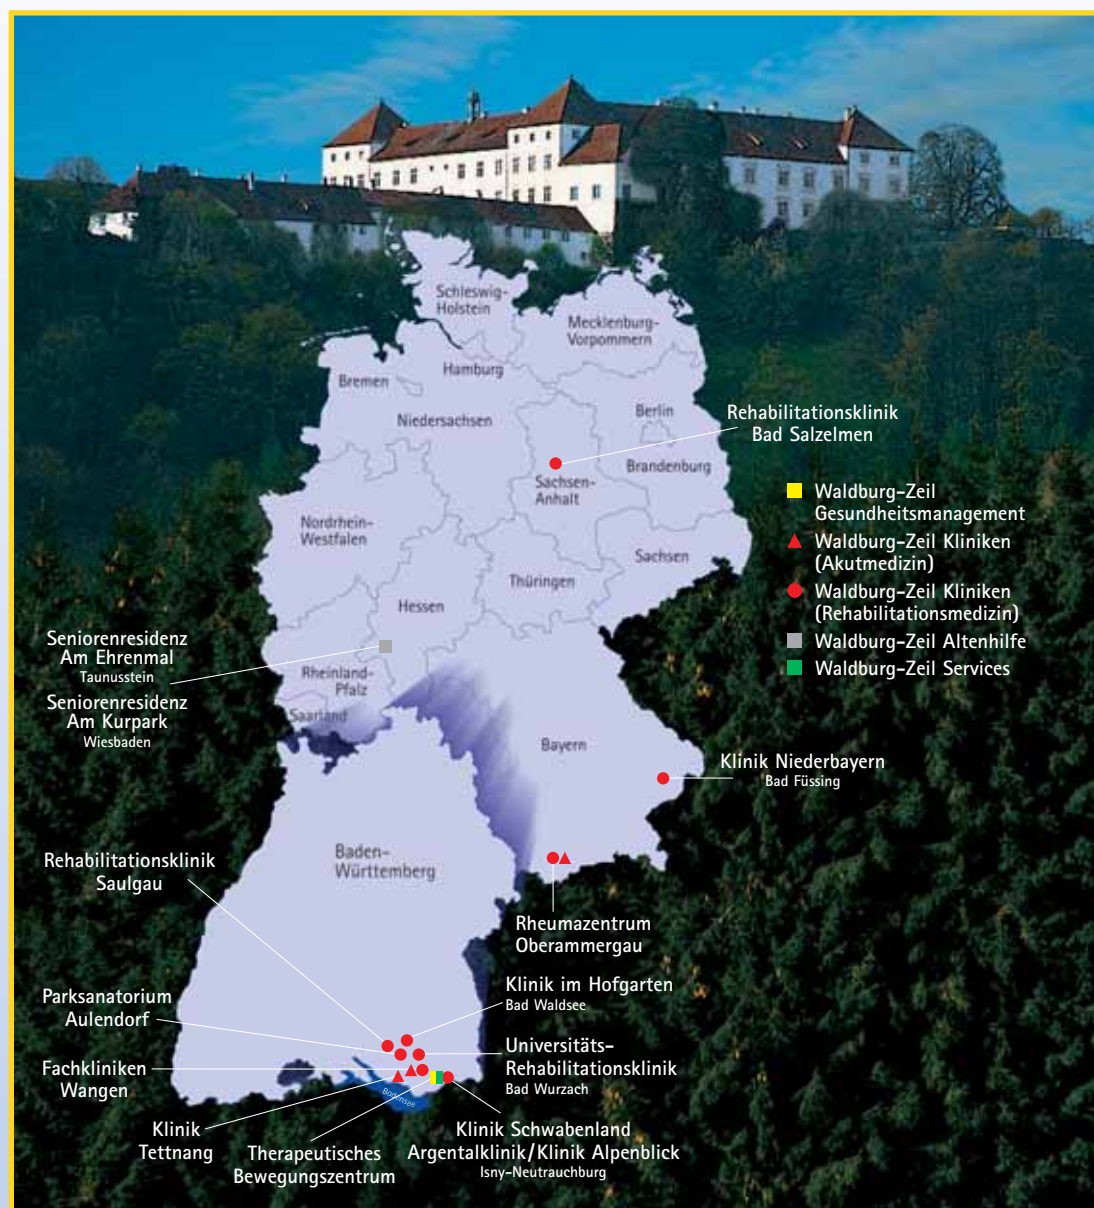 Schleswig-
Holstein
Mecklenburg-
Vorpommern
Hamburg
Bremen
Niedersachsen
Berlin
Brandenburg
Sachsen-
Anhalt
Nordrhein-
Westfalen
Sachsen
Thüringen
Hessen
Rheinland-
Pfalz
Saarland
Bayern
Baden-
Württemberg
Bodensee
Rehabilitationsklinik
Bad Salzelmen
Waldburg-Zeil
Gesundheitsmanagement
Waldburg-Zeil Kliniken
(Akutmedizin)
Waldburg-Zeil Kliniken
(Rehabilitationsmedizin)
Waldburg-Zeil Altenhilfe
Waldburg-Zeil Services
Seniorenresidenz
Am Ehrenmal
Taunusstein
Seniorenresidenz
Am Kurpark
Wiesbaden
Klinik Niederbayern
Bad Füssing
Rehabilitationsklinik
Saulgau
Rheumazentrum
Oberammergau
Klinik im Hofgarten
Bad Waldsee
Parksanatorium
Aulendorf
Universitäts-
Rehabilitationsklinik
Bad Wurzach
Fachkliniken
Wangen
Klinik
Tettnang
Therapeutisches
Bewegungszentrum
Klinik Schwabenland
Argentalklinik/Klinik Alpenblick
Isny-Neutrauchburg